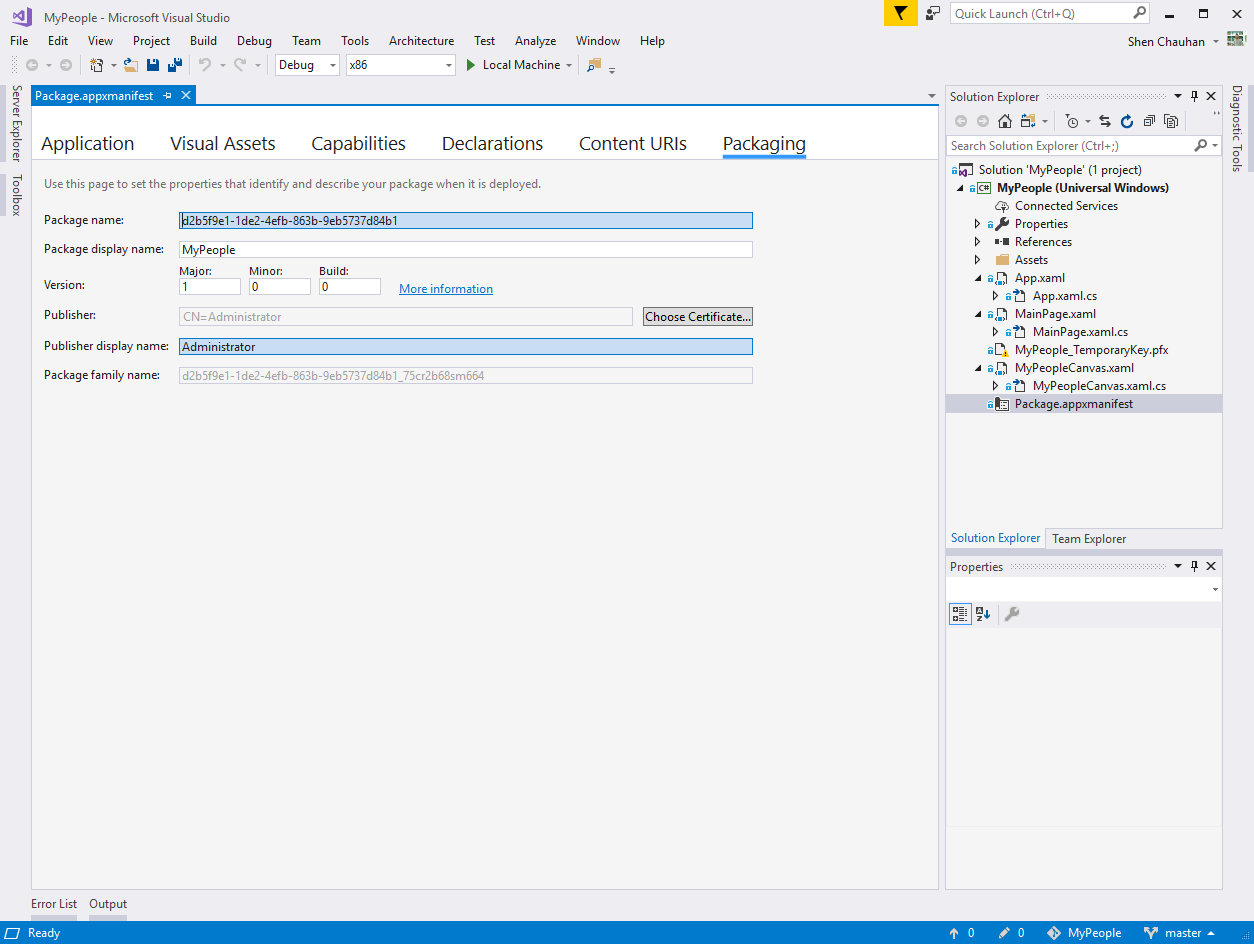 MyPeople - Microsoft Visual Studio
Quick Launch (Ctrl+Q)
File Edit View Project Build Debug Team Tools Architecture Test Analyze Window Help
Shen Chauhan
Debug x86 Local Machine
Server Explorer
Toolbox
Package.appxmanifest
Application Visual Assets Capabilities Declarations Content URIs Packaging
Use this page to set the properties that identify and describe your package when it is deployed.
Package name: d2b5f9e1-1de2-4efb-863b-9eb5737d84b1
Package display name: MyPeople
Major: Minor: Build:
Version: 1 0 0 More information
Publisher: CN=Administrator Choose Certificate...
Publisher display name: Administrator
Package family name: d2b5f9e1-1de2-4efb-863b-9eb5737d84b1_75cr2b68sm664
Solution Explorer
Search Solution Explorer (Ctrl+;)
Solution 'MyPeople' (1 project)
C# MyPeople (Universal Windows)
Connected Services
Properties
References
Assets
App.xaml
App.xaml.cs
MainPage.xaml
MainPage.xaml.cs
MyPeople_TemporaryKey.pfx
MyPeopleCanvas.xaml
MyPeopleCanvas.xaml.cs
Package.appxmanifest
Solution Explorer Team Explorer
Properties
Diagnostic Tools
Error List Output
Ready 0 0 MyPeople master